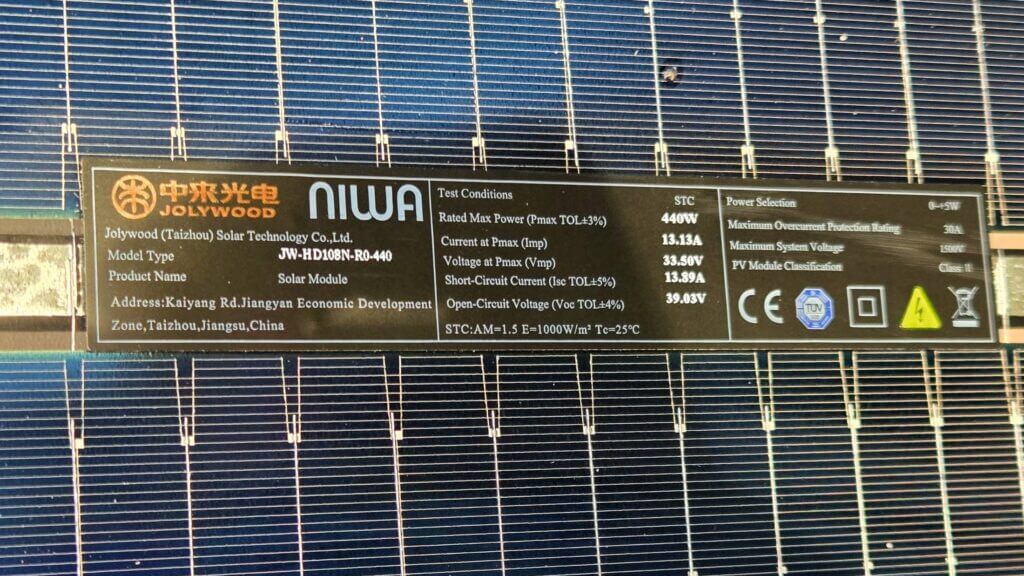 中来光电
JOLYWOOD
NIWA
Jolywood (Taizhou) Solar Technology Co.,Ltd.
Model Type JW-HD108N-R0-440
Product Name Solar Module
Address:Kaiyang Rd.Jiangyan Economic Development
Zone,Taizhou,Jiangsu,China
Test Conditions STC
Rated Max Power (Pmax TOL±3%) 440W
Current at Pmax (Imp) 13.13A
Voltage at Pmax (Vmp) 33.50V
Short-Circuit Current (Isc TOL±5%) 13.89A
Open-Circuit Voltage (Voc TOL±4%) 39.03V
STC:AM=1.5 E=1000W/m² Tc=25℃
Power Selection 0~+5W
Maximum Overcurrent Protection Rating 30A
Maximum System Voltage 1500V
PV Module Classification Class II
CE
TÜV